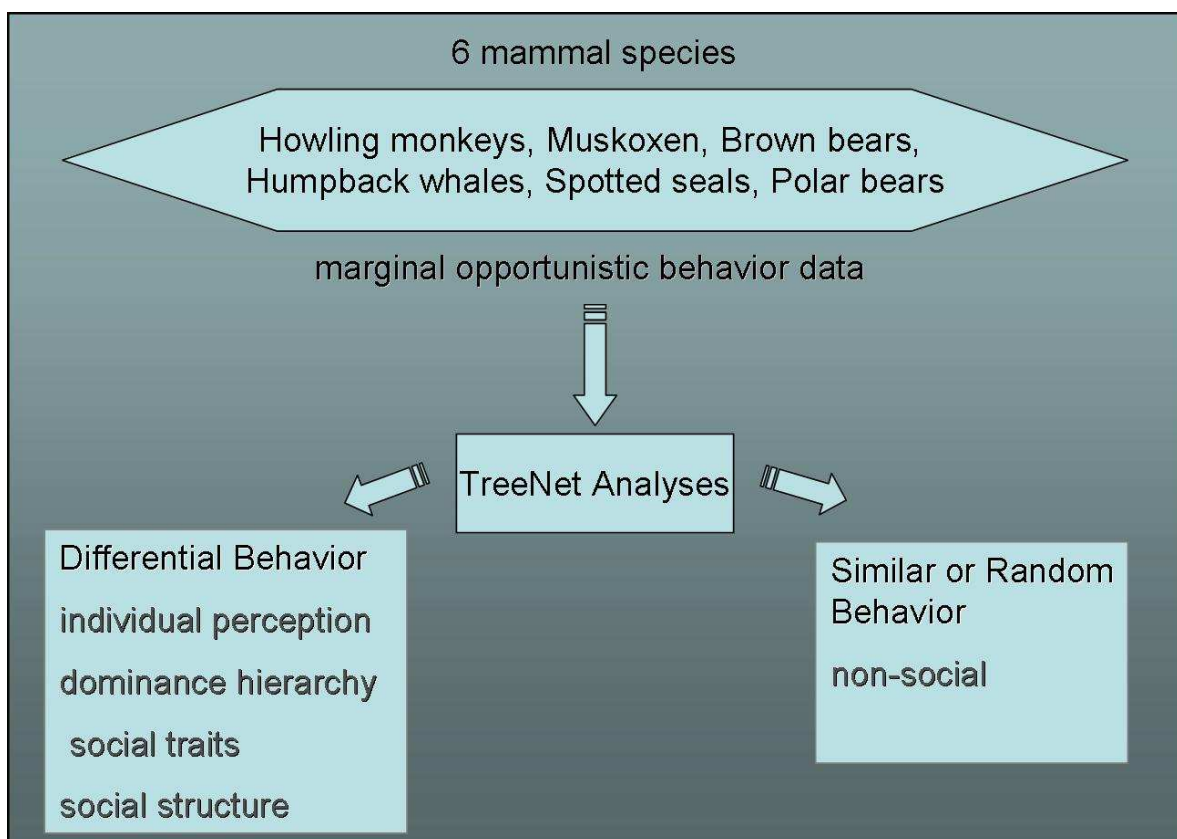 6 mammal species
Howling monkeys, Muskoxen, Brown bears,
Humpback whales, Spotted seals, Polar bears
marginal opportunistic behavior data
TreeNet Analyses
Differential Behavior
individual perception
dominance hierarchy
social traits
social structure
Similar or Random
Behavior
non-social